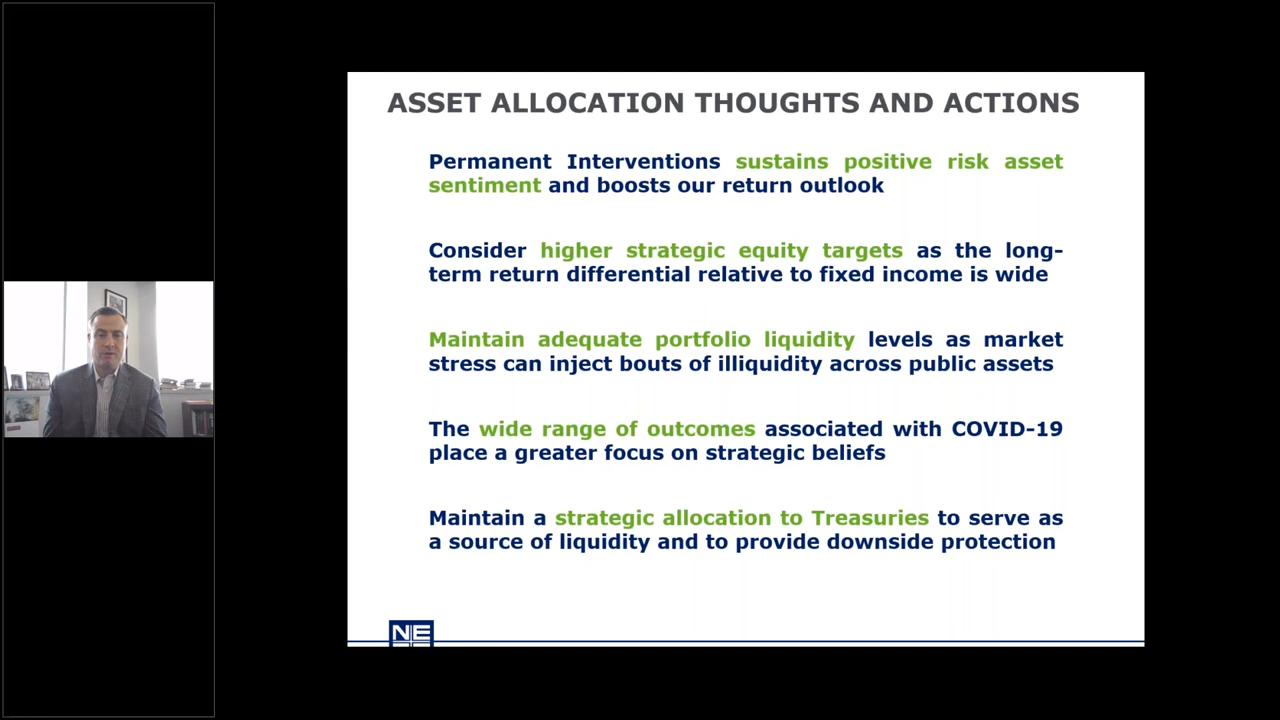 ASSET ALLOCATION THOUGHTS AND ACTIONS
Permanent Interventions sustains positive risk asset
sentiment and boosts our return outlook
Consider higher strategic equity targets as the long-
term return differential relative to fixed income is wide
Maintain adequate portfolio liquidity levels as market
stress can inject bouts of illiquidity across public assets
The wide range of outcomes associated with COVID-19
place a greater focus on strategic beliefs
Maintain a strategic allocation to Treasuries to serve as
a source of liquidity and to provide downside protection
NE